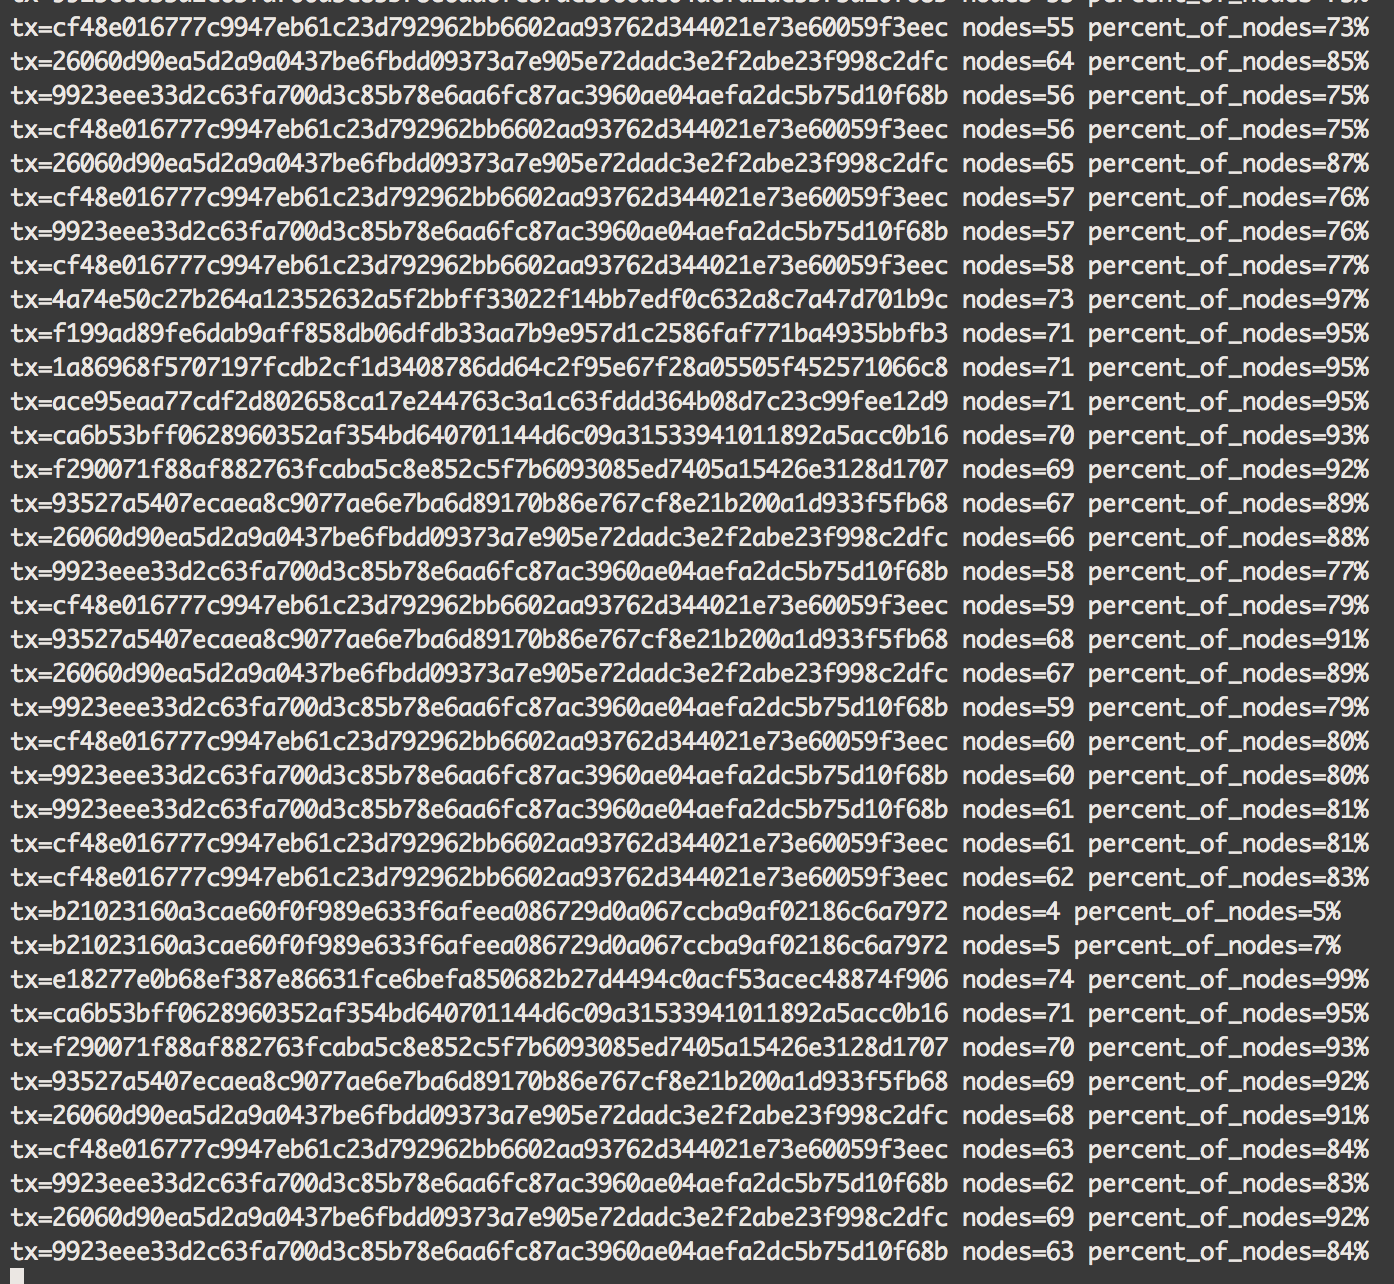 tx=cf48e016777c9947eb61c23d792962bb6602aa93762d344021e73e60059f3eec nodes=55 percent_of_nodes=73%
tx=26060d90ea5d2a9a0437be6fbdd09373a7e905e72dadc3e2f2abe23f998c2dfc nodes=64 percent_of_nodes=85%
tx=9923eee33d2c63fa700d3c85b78e6aa6fc87ac3960ae04aefa2dc5b75d10f68b nodes=56 percent_of_nodes=75%
tx=cf48e016777c9947eb61c23d792962bb6602aa93762d344021e73e60059f3eec nodes=56 percent_of_nodes=75%
tx=26060d90ea5d2a9a0437be6fbdd09373a7e905e72dadc3e2f2abe23f998c2dfc nodes=65 percent_of_nodes=87%
tx=cf48e016777c9947eb61c23d792962bb6602aa93762d344021e73e60059f3eec nodes=57 percent_of_nodes=76%
tx=9923eee33d2c63fa700d3c85b78e6aa6fc87ac3960ae04aefa2dc5b75d10f68b nodes=57 percent_of_nodes=76%
tx=cf48e016777c9947eb61c23d792962bb6602aa93762d344021e73e60059f3eec nodes=58 percent_of_nodes=77%
tx=4a74e50c27b264a12352632a5f2bbff33022f14bb7edf0c632a8c7a47d701b9c nodes=73 percent_of_nodes=97%
tx=f199ad89fe6dab9aff858db06dfdb33aa7b9e957d1c2586faf771ba4935bbfb3 nodes=71 percent_of_nodes=95%
tx=1a86968f5707197fcdb2cf1d3408786dd64c2f95e67f28a05505f452571066c8 nodes=71 percent_of_nodes=95%
tx=ace95eaa77cdf2d802658ca17e244763c3a1c63fddd364b08d7c23c99fee12d9 nodes=71 percent_of_nodes=95%
tx=ca6b53bff0628960352af354bd640701144d6c09a31533941011892a5acc0b16 nodes=70 percent_of_nodes=93%
tx=f290071f88af882763fcaba5c8e852c5f7b6093085ed7405a15426e3128d1707 nodes=69 percent_of_nodes=92%
tx=93527a5407ecaea8c9077ae6e7ba6d89170b86e767cf8e21b200a1d933f5fb68 nodes=67 percent_of_nodes=89%
tx=26060d90ea5d2a9a0437be6fbdd09373a7e905e72dadc3e2f2abe23f998c2dfc nodes=66 percent_of_nodes=88%
tx=9923eee33d2c63fa700d3c85b78e6aa6fc87ac3960ae04aefa2dc5b75d10f68b nodes=58 percent_of_nodes=77%
tx=cf48e016777c9947eb61c23d792962bb6602aa93762d344021e73e60059f3eec nodes=59 percent_of_nodes=79%
tx=93527a5407ecaea8c9077ae6e7ba6d89170b86e767cf8e21b200a1d933f5fb68 nodes=68 percent_of_nodes=91%
tx=26060d90ea5d2a9a0437be6fbdd09373a7e905e72dadc3e2f2abe23f998c2dfc nodes=67 percent_of_nodes=89%
tx=9923eee33d2c63fa700d3c85b78e6aa6fc87ac3960ae04aefa2dc5b75d10f68b nodes=59 percent_of_nodes=79%
tx=cf48e016777c9947eb61c23d792962bb6602aa93762d344021e73e60059f3eec nodes=60 percent_of_nodes=80%
tx=9923eee33d2c63fa700d3c85b78e6aa6fc87ac3960ae04aefa2dc5b75d10f68b nodes=60 percent_of_nodes=80%
tx=9923eee33d2c63fa700d3c85b78e6aa6fc87ac3960ae04aefa2dc5b75d10f68b nodes=61 percent_of_nodes=81%
tx=cf48e016777c9947eb61c23d792962bb6602aa93762d344021e73e60059f3eec nodes=61 percent_of_nodes=81%
tx=cf48e016777c9947eb61c23d792962bb6602aa93762d344021e73e60059f3eec nodes=62 percent_of_nodes=83%
tx=b21023160a3cae60f0f989e633f6afeea086729d0a067ccba9af02186c6a7972 nodes=4 percent_of_nodes=5%
tx=b21023160a3cae60f0f989e633f6afeea086729d0a067ccba9af02186c6a7972 nodes=5 percent_of_nodes=7%
tx=e18277e0b68ef387e86631fce6befa850682b27d4494c0acf53acec48874f906 nodes=74 percent_of_nodes=99%
tx=ca6b53bff0628960352af354bd640701144d6c09a31533941011892a5acc0b16 nodes=71 percent_of_nodes=95%
tx=f290071f88af882763fcaba5c8e852c5f7b6093085ed7405a15426e3128d1707 nodes=70 percent_of_nodes=93%
tx=93527a5407ecaea8c9077ae6e7ba6d89170b86e767cf8e21b200a1d933f5fb68 nodes=69 percent_of_nodes=92%
tx=26060d90ea5d2a9a0437be6fbdd09373a7e905e72dadc3e2f2abe23f998c2dfc nodes=68 percent_of_nodes=91%
tx=cf48e016777c9947eb61c23d792962bb6602aa93762d344021e73e60059f3eec nodes=63 percent_of_nodes=84%
tx=9923eee33d2c63fa700d3c85b78e6aa6fc87ac3960ae04aefa2dc5b75d10f68b nodes=62 percent_of_nodes=83%
tx=26060d90ea5d2a9a0437be6fbdd09373a7e905e72dadc3e2f2abe23f998c2dfc nodes=69 percent_of_nodes=92%
tx=9923eee33d2c63fa700d3c85b78e6aa6fc87ac3960ae04aefa2dc5b75d10f68b nodes=63 percent_of_nodes=84%